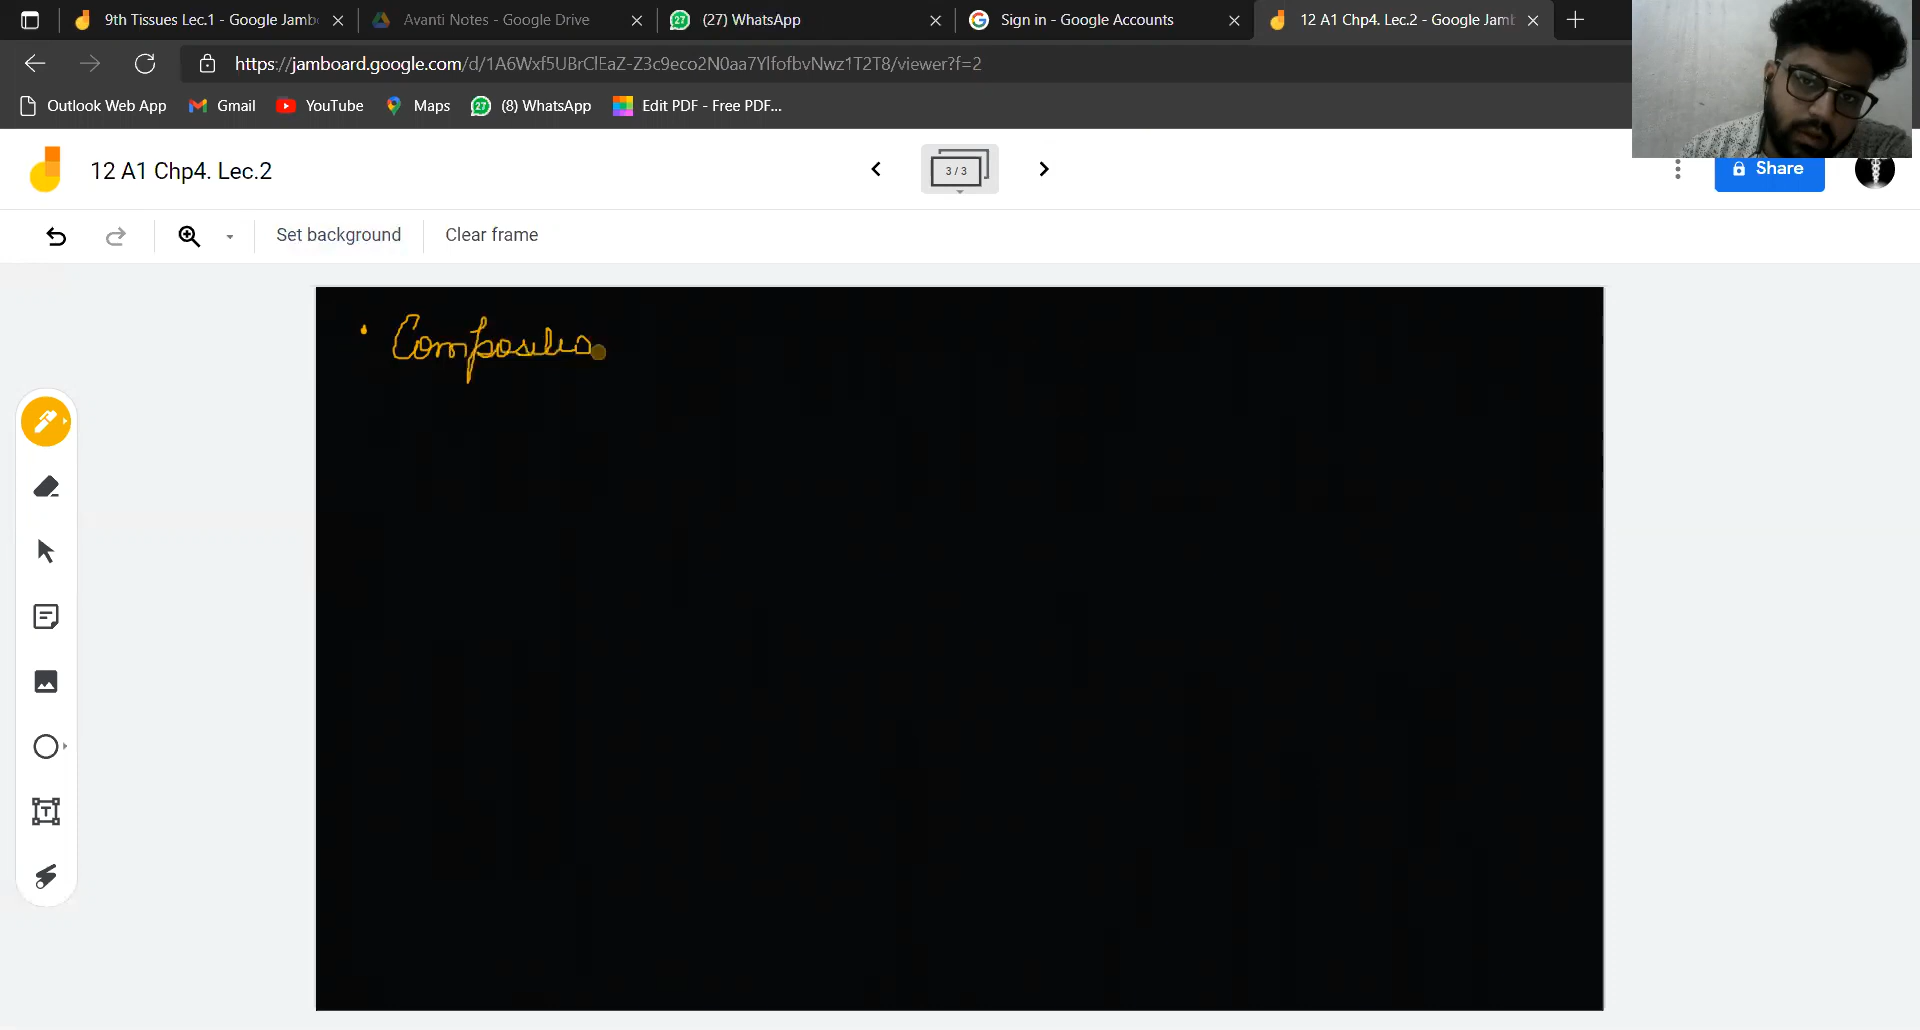 9th Tissues Lec.1 - Google Jambo
Avanti Notes - Google Drive
(27) WhatsApp
Sign in - Google Accounts
12 A1 Chp4. Lec.2 - Google Jamb
https://jamboard.google.com/d/1A6Wxf5UBrClEaZ-Z3c9eco2N0aa7YlfofbvNwz1T2T8/viewer?f=2
Outlook Web App
Gmail
YouTube
Maps
27
(8) WhatsApp
Edit PDF - Free PDF...
12 A1 Chp4. Lec.2
3 / 3
Share
Set background
Clear frame